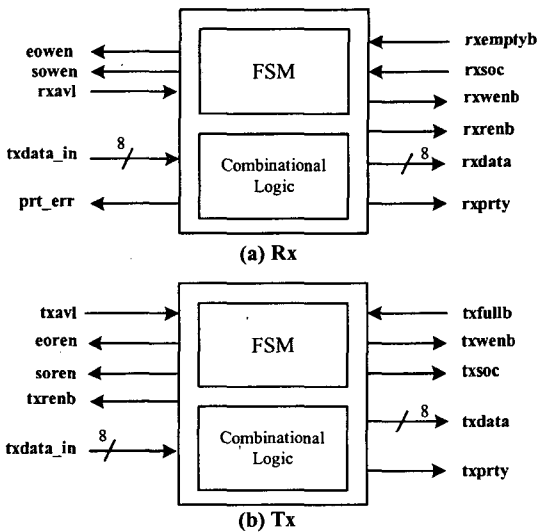 eowen
sowen
rxavl
txdata_in
8
prt_err
FSM
Combinational
Logic
rxemptyb
rxsoc
rxwenb
rxrenb
8
rxdata
rxprty
(a) Rx
txavl
eoren
soren
txrenb
txdata_in
8
FSM
Combinational
Logic
txfullb
txwenb
txsoc
8
txdata
txprty
(b) Tx